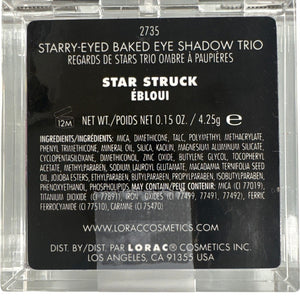 2735
STARRY-EYED BAKED EYE SHADOW TRIO
REGARDS DE STARS TRIO OMBRE À PAUPIÈRES
STAR STRUCK
ÉBLOUI
12M NET WT./POIDS NET 0.15 OZ. / 4.25g e
INGREDIENTS/INGRÉDIENTS: MICA, DIMETHICONE, TALC, POLYMETHYL METHACRYLATE,
PHENYL TRIMETHICONE, MINERAL OIL, SILICA, KAOLIN, MAGNESIUM ALUMINUM SILICATE,
CYCLOPENTASILOXANE, DIMETHICONOL, ZINC OXIDE, BUTYLENE GLYCOL, TOCOPHERYL
ACETATE, WATER, MACADAMIA TERNIFOLIA SEED
OIL, JOJOBA ESTERS, ETHYLPARABEN, BUTYLPARABEN, PROPYLPARABEN, ISOBUTYLPARABEN,
PHENOXYETHANOL, PHOSPHOLIPIDS MAY CONTAIN/PEUT CONTENIR: MICA (CI 77019),
TITANIUM DIOXIDE (CI 77891), IRON OXIDES (CI 77499, 77491, 77492), FERRIC
FERROCYANIDE (CI 77510), CARMINE (CI 75470)
WWW.LORACCOSMETICS.COM
DIST. BY/DIST. PAR LORAC® COSMETICS INC.
LOS ANGELES, CA 91355 USA